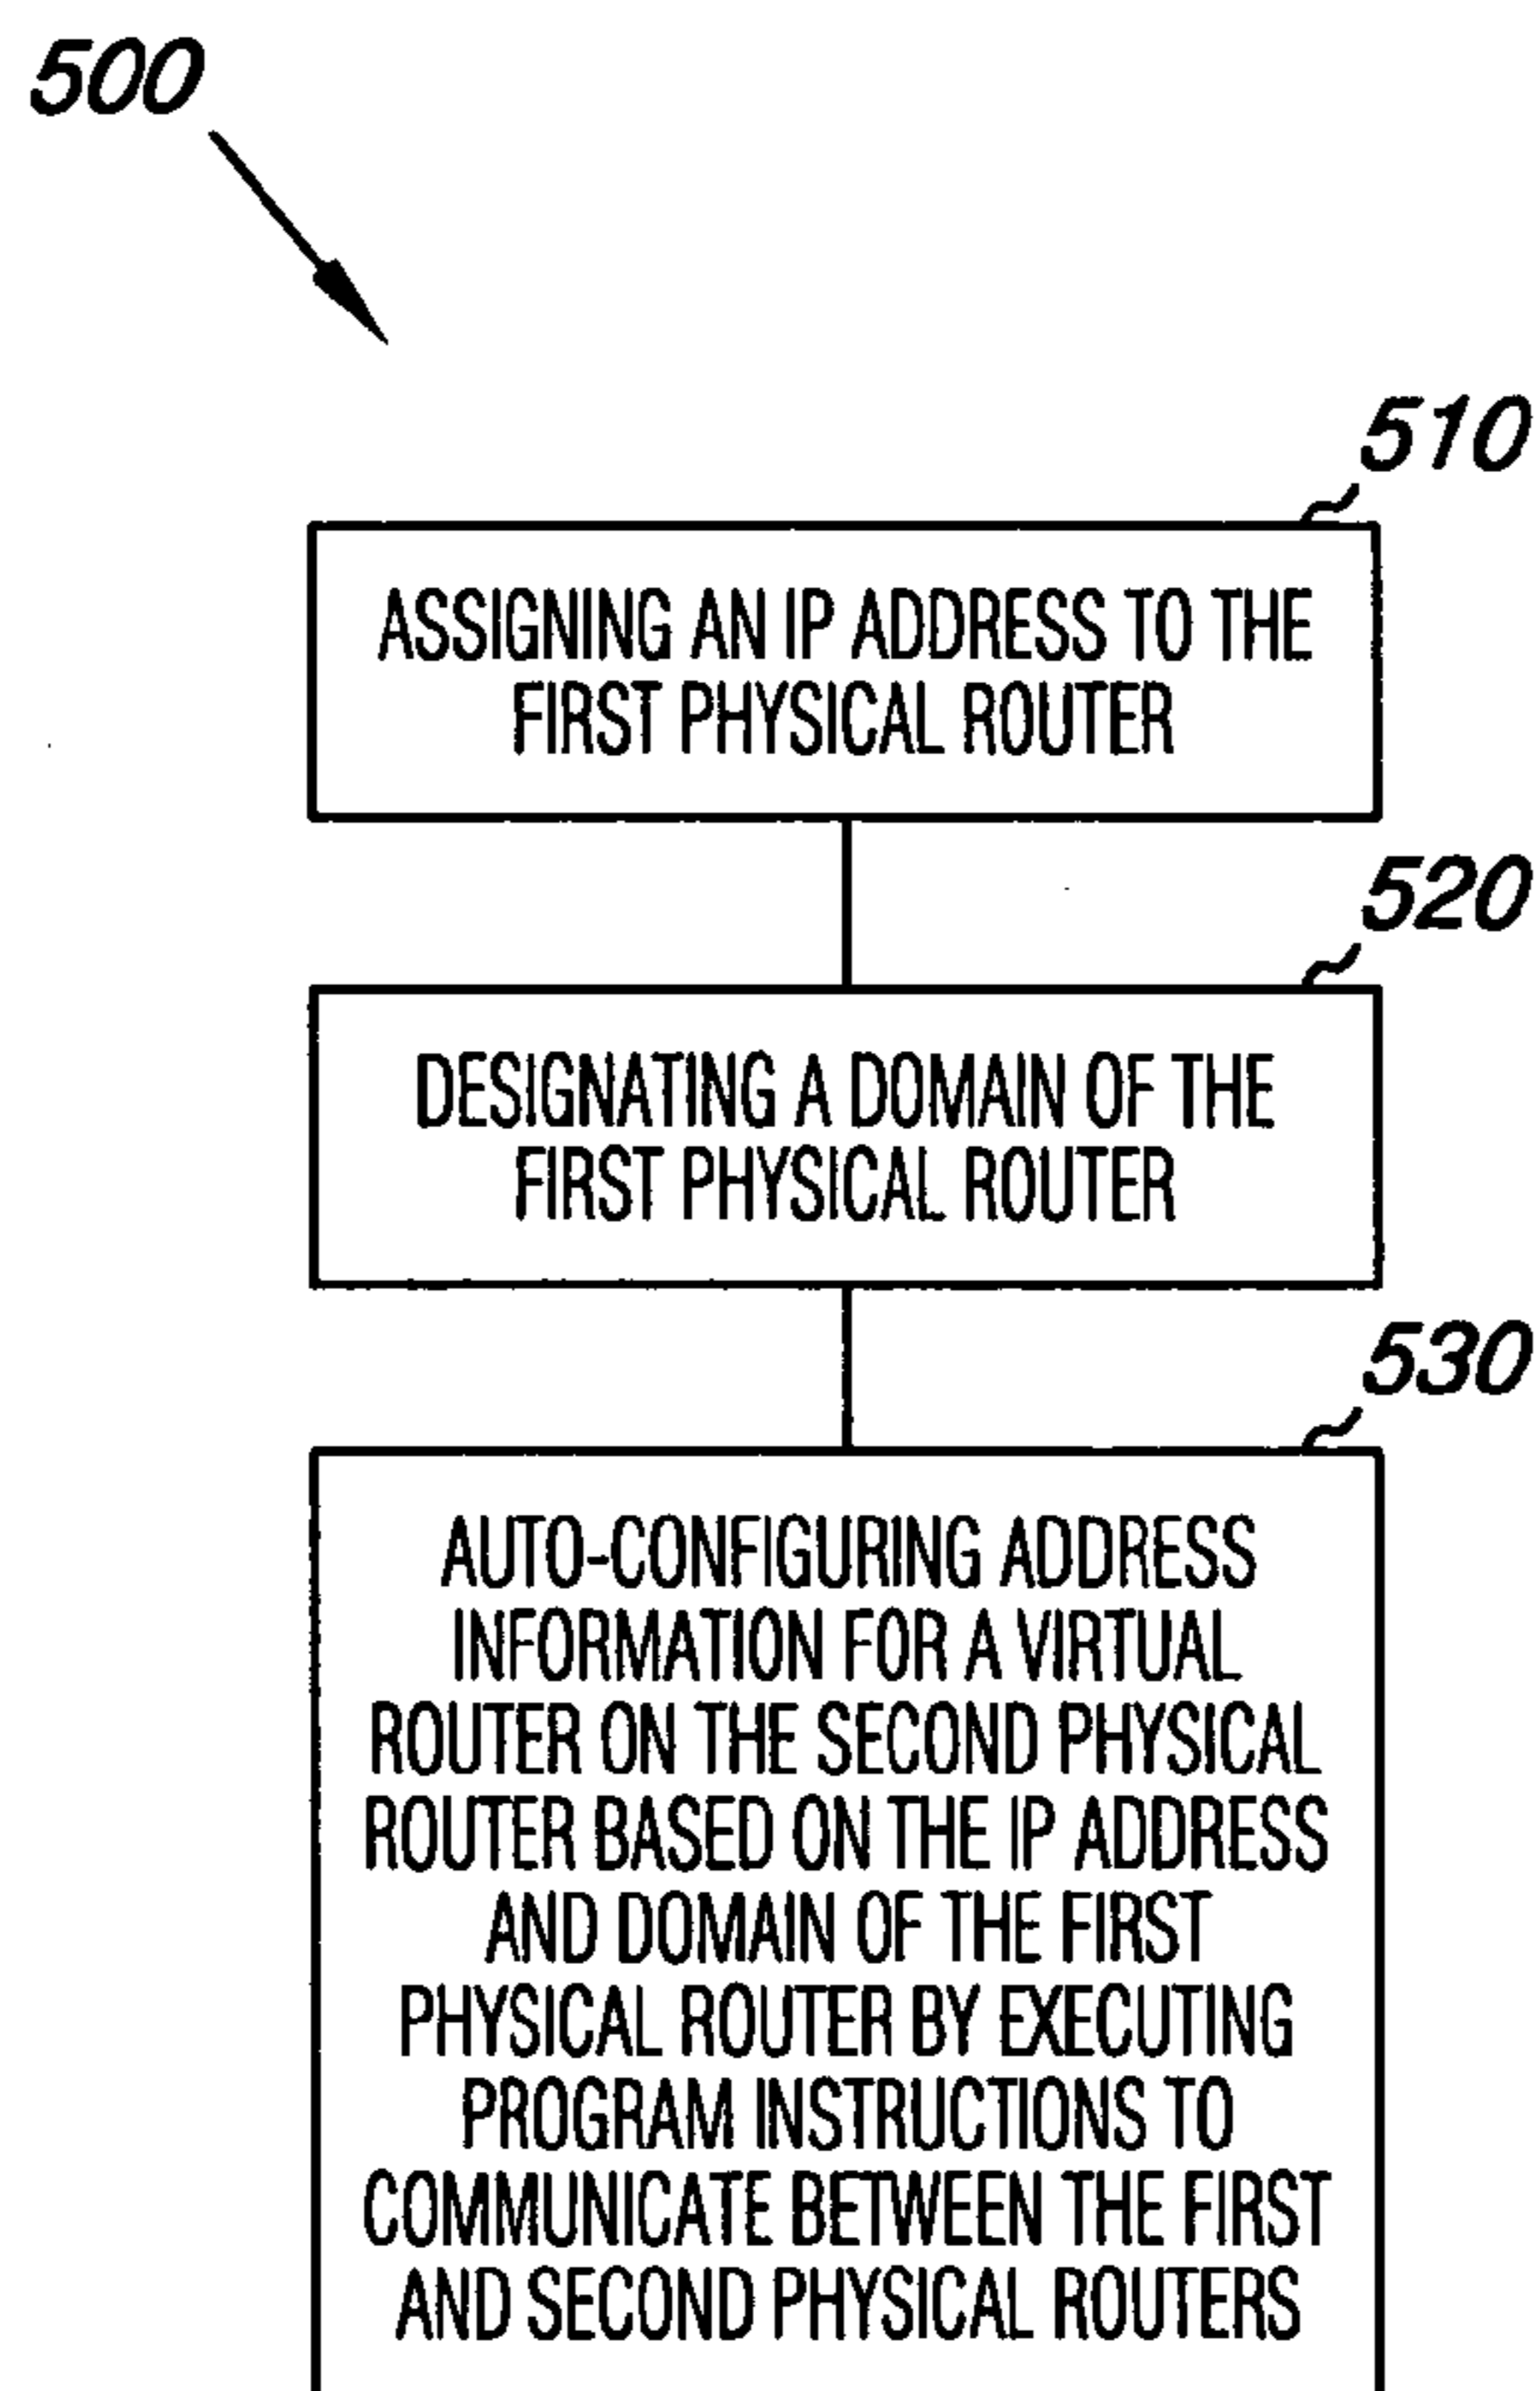 500
510
ASSIGNING AN IP ADDRESS TO THE
FIRST PHYSICAL ROUTER
520
DESIGNATING A DOMAIN OF THE
FIRST PHYSICAL ROUTER
530
AUTO-CONFIGURING ADDRESS
INFORMATION FOR A VIRTUAL
ROUTER ON THE SECOND PHYSICAL
ROUTER BASED ON THE IP ADDRESS
AND DOMAIN OF THE FIRST
PHYSICAL ROUTER BY EXECUTING
PROGRAM INSTRUCTIONS TO
COMMUNICATE BETWEEN THE FIRST
AND SECOND PHYSICAL ROUTERS